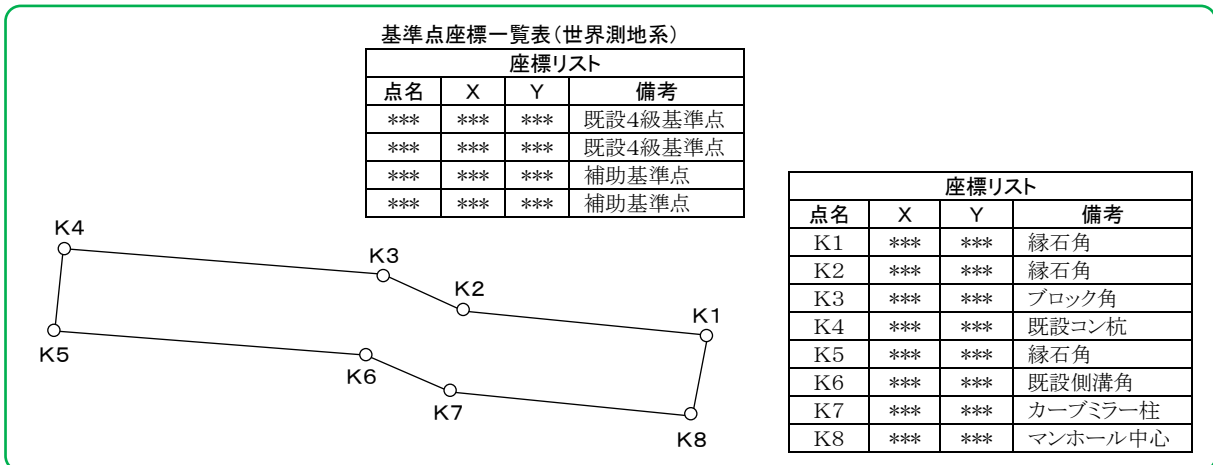 基準点座標一覧表(世界測地系)
座標リスト
点名 X Y 備考
*** *** *** 既設4級基準点
*** *** *** 既設4級基準点
*** *** *** 補助基準点
*** *** *** 補助基準点
座標リスト
点名 X Y 備考
K1 *** *** 縁石角
K2 *** *** 縁石角
K3 *** *** ブロック角
K4 *** *** 既設コン杭
K5 *** *** 縁石角
K6 *** *** 既設側溝角
K7 *** *** カーブミラー柱
K8 *** *** マンホール中心
K4
K3
K2
K1
K5
K6
K7
K8